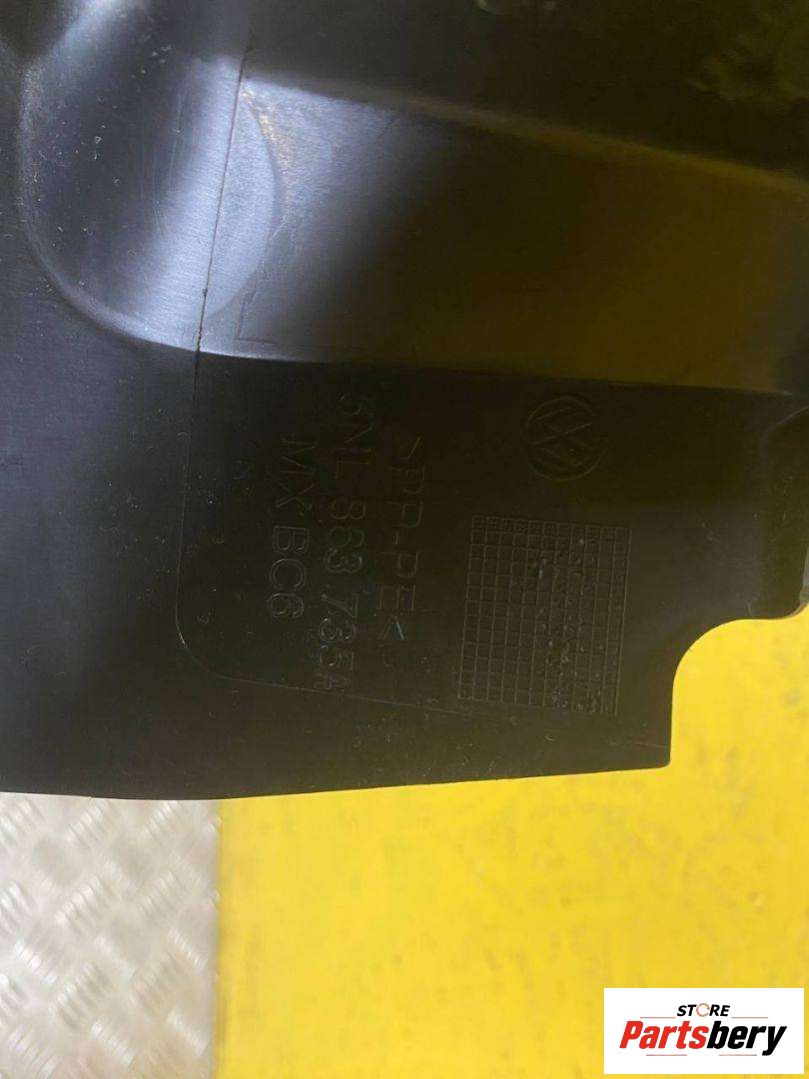 >PP-PE<
5NL 863 735A
MX BC6
STORE
Partsbery